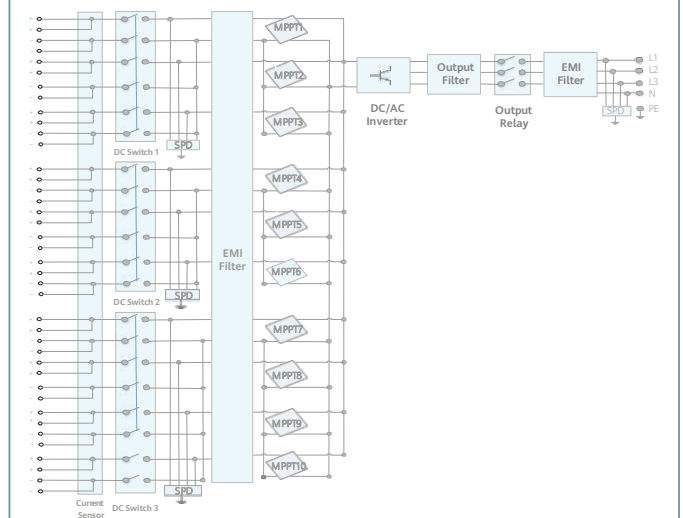 MPPT1
L1
EMI
Filter
L2
Output
Filter
MPPT2
L3
N
DC/AC
Inverter
Output
Relay
SPD
PE
MPPT3
SPD
DC Switch 1
MPPT4
MPPT5
EMI
Filter
MPPT6
SPD
DC Switch 2
MPPT7
MPPT8
MPPT9
MPPT10
SPD
Current
Sensor
DC Switch 3